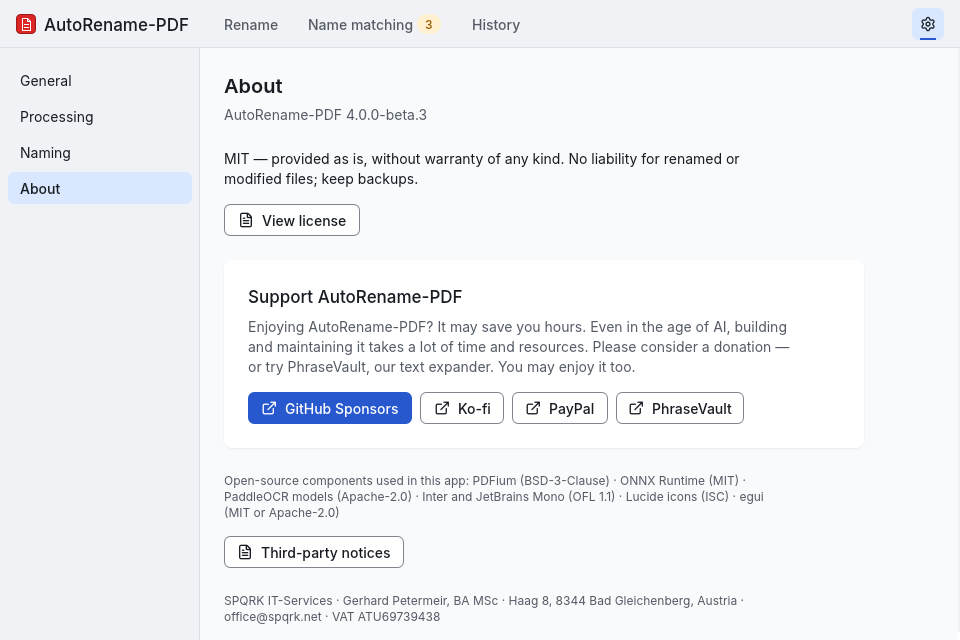 AutoRename-PDF
Rename
Name matching 3
History
General
Processing
Naming
About
About
AutoRename-PDF 4.0.0-beta.3
MIT — provided as is, without warranty of any kind. No liability for renamed or
modified files; keep backups.
View license
Support AutoRename-PDF
Enjoying AutoRename-PDF? It may save you hours. Even in the age of AI, building
and maintaining it takes a lot of time and resources. Please consider a donation —
or try PhraseVault, our text expander. You may enjoy it too.
GitHub Sponsors
Ko-fi
PayPal
PhraseVault
Open-source components used in this app: PDFium (BSD-3-Clause) · ONNX Runtime (MIT) ·
PaddleOCR models (Apache-2.0) · Inter and JetBrains Mono (OFL 1.1) · Lucide icons (ISC) · egui
(MIT or Apache-2.0)
Third-party notices
SPQRK IT-Services · Gerhard Petermeir, BA MSc · Haag 8, 8344 Bad Gleichenberg, Austria ·
office@spqrk.net · VAT ATU69739438